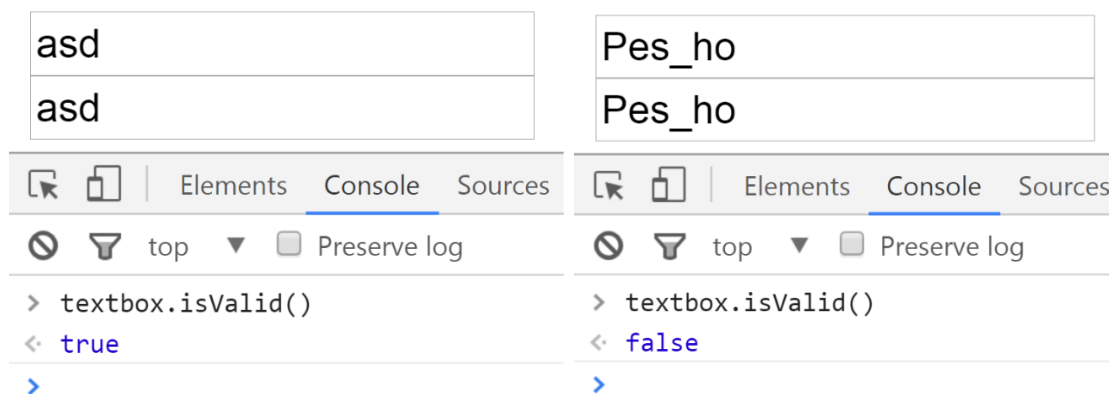 asd
asd
Elements Console Sources
top ▼ Preserve log
> textbox.isValid()
<· true
>
Pes_ho
Pes_ho
Elements Console Sources
top ▼ Preserve log
> textbox.isValid()
<· false
>